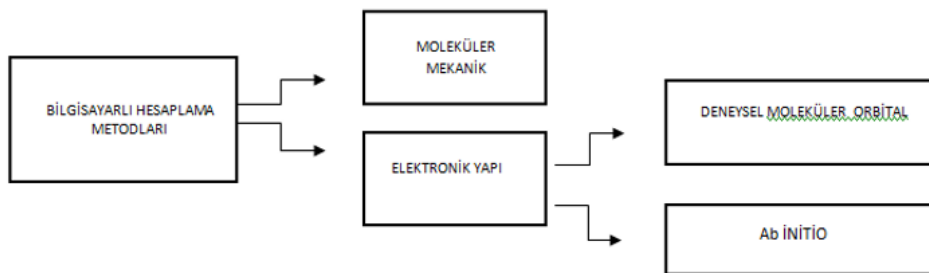 BİLGİSAYARLI HESAPLAMA
METODLARI
MOLEKÜLER
MEKANİK
ELEKTRONİK YAPI
DENEYSEL MOLEKÜLER ORBİTAL
Ab İNİTİO